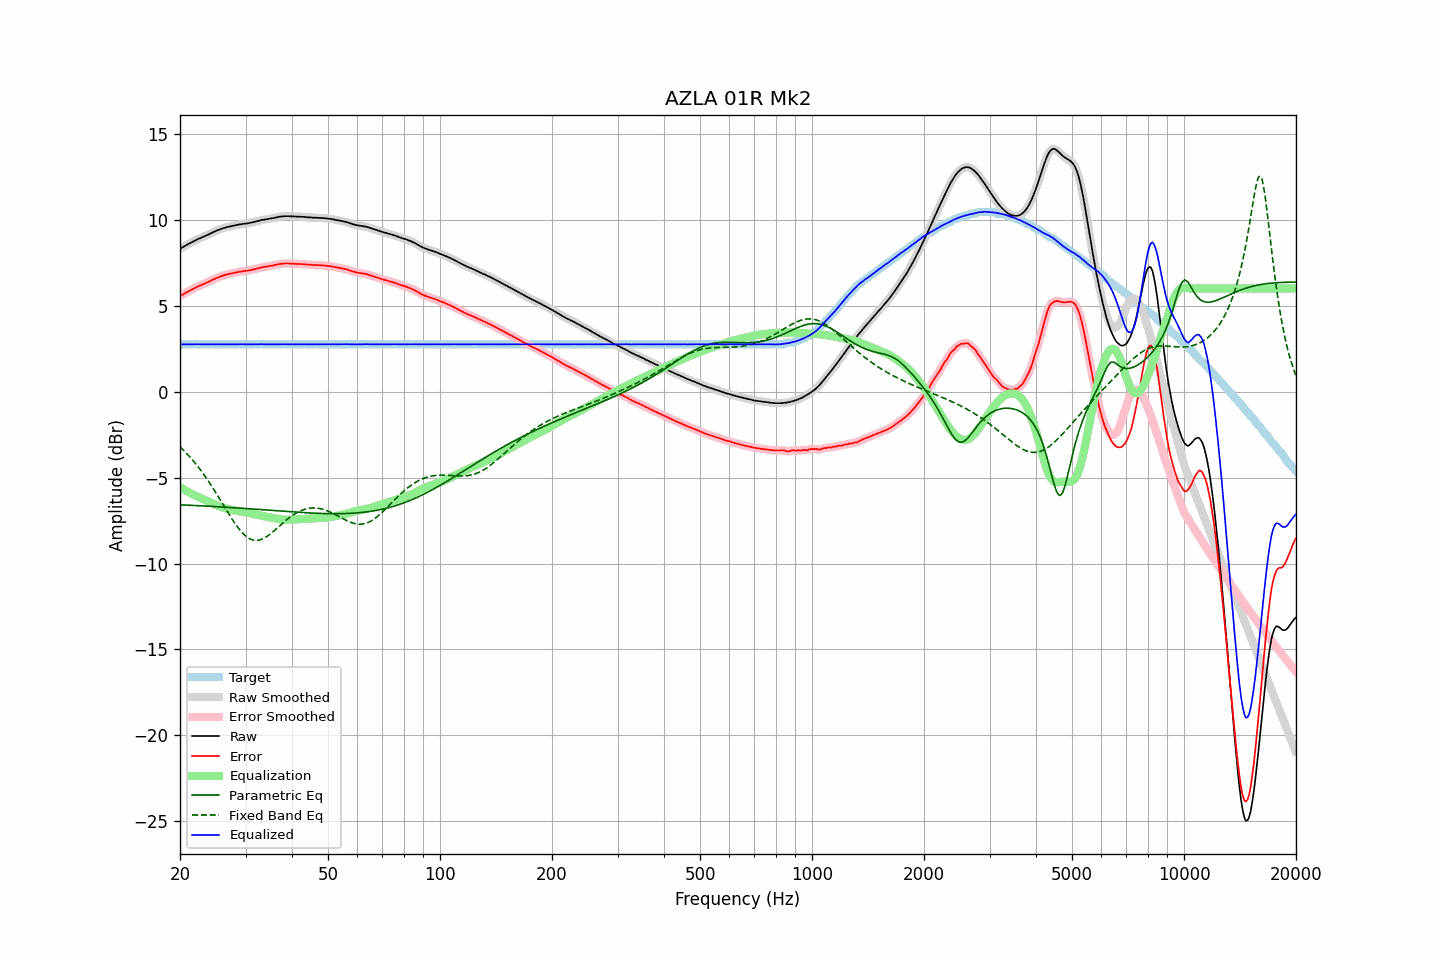 AZLA 01R Mk2
Amplitude (dBr)
15
10
5
0
−5
−10
−15
−20
−25
Target
Raw Smoothed
Error Smoothed
Raw
Error
Equalization
Parametric Eq
Fixed Band Eq
Equalized
20 50 100 200 500 1000 2000 5000 10000 20000
Frequency (Hz)